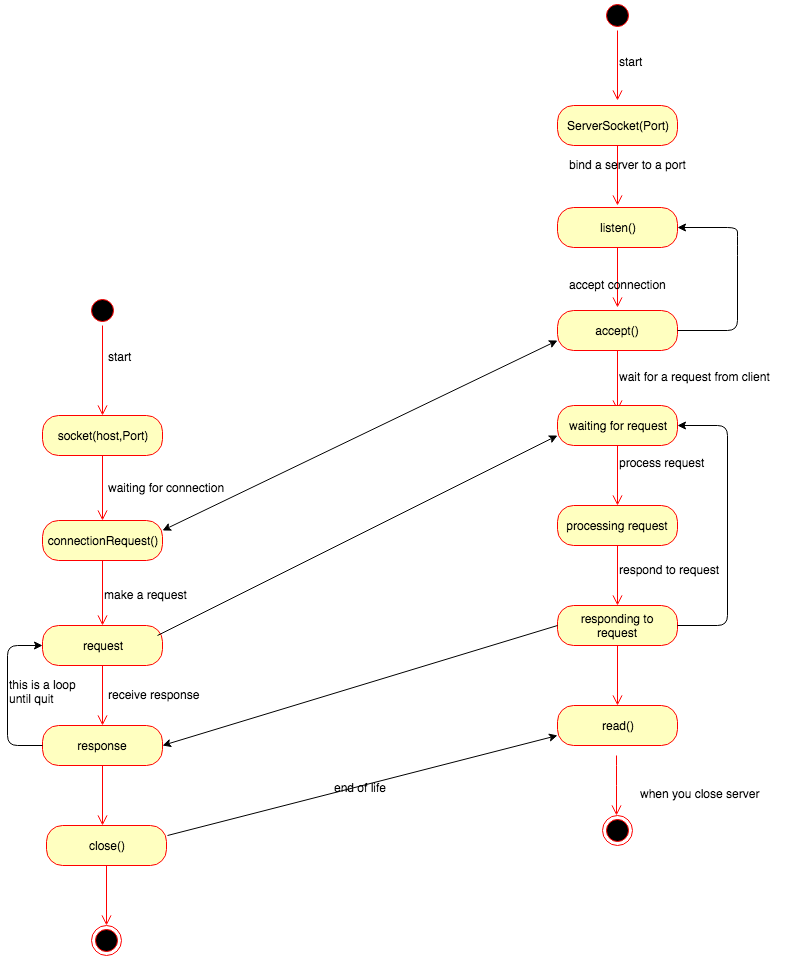 start
ServerSocket(Port)
bind a server to a port
listen()
accept connection
accept()
wait for a request from client
waiting for request
process request
processing request
respond to request
responding to
request
read()
when you close server
start
socket(host,Port)
waiting for connection
connectionRequest()
make a request
request
this is a loop
until quit
receive response
response
end of life
close()